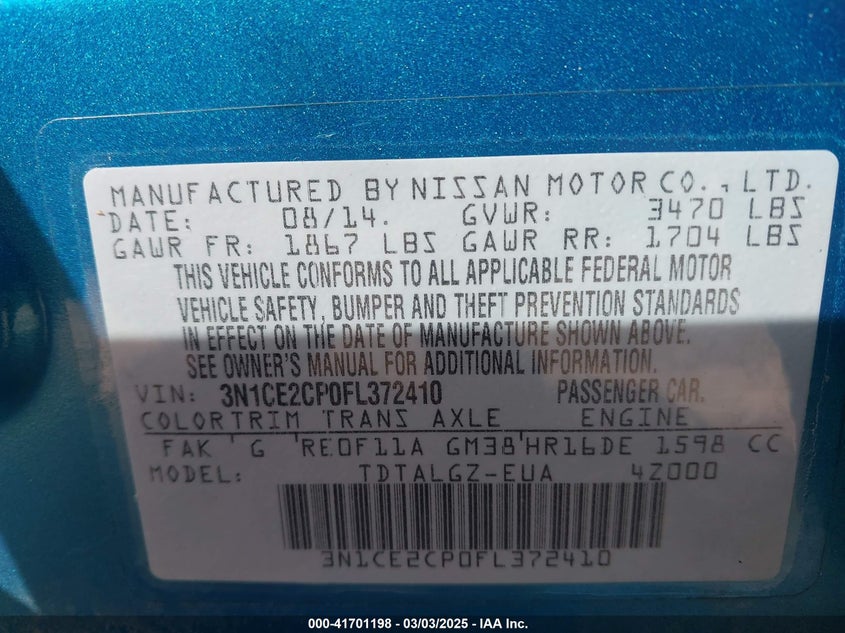 MANUFACTURED BY NISSAN MOTOR CO., LTD.
DATE: 08/14. GVWR: 3470 LBS
GAWR FR: 1867 LBS GAWR RR: 1704 LBS
THIS VEHICLE CONFORMS TO ALL APPLICABLE FEDERAL MOTOR
VEHICLE SAFETY, BUMPER AND THEFT PREVENTION STANDARDS
IN EFFECT ON THE DATE OF MANUFACTURE SHOWN ABOVE.
SEE OWNER'S MANUAL FOR ADDITIONAL INFORMATION.
VIN: 3N1CE2CP0FL372410 PASSENGER CAR.
COLOR TRIM TRANS AXLE ENGINE
FAK ' G 'RE0F11A GM38'HR16DE 1598 CC
MODEL: TDTALGZ-EUA 4Z000
3N1CE2CP0FL372410
000-41701198 - 03/03/2025 - IAA Inc.